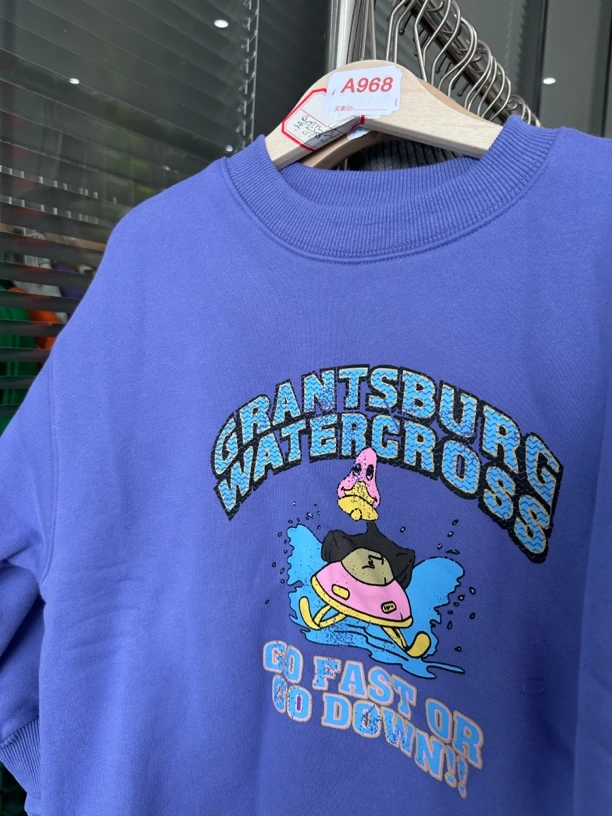 A968
GRANTSBURG
WATERCROSS
GO FAST OR
GO DOWN!!